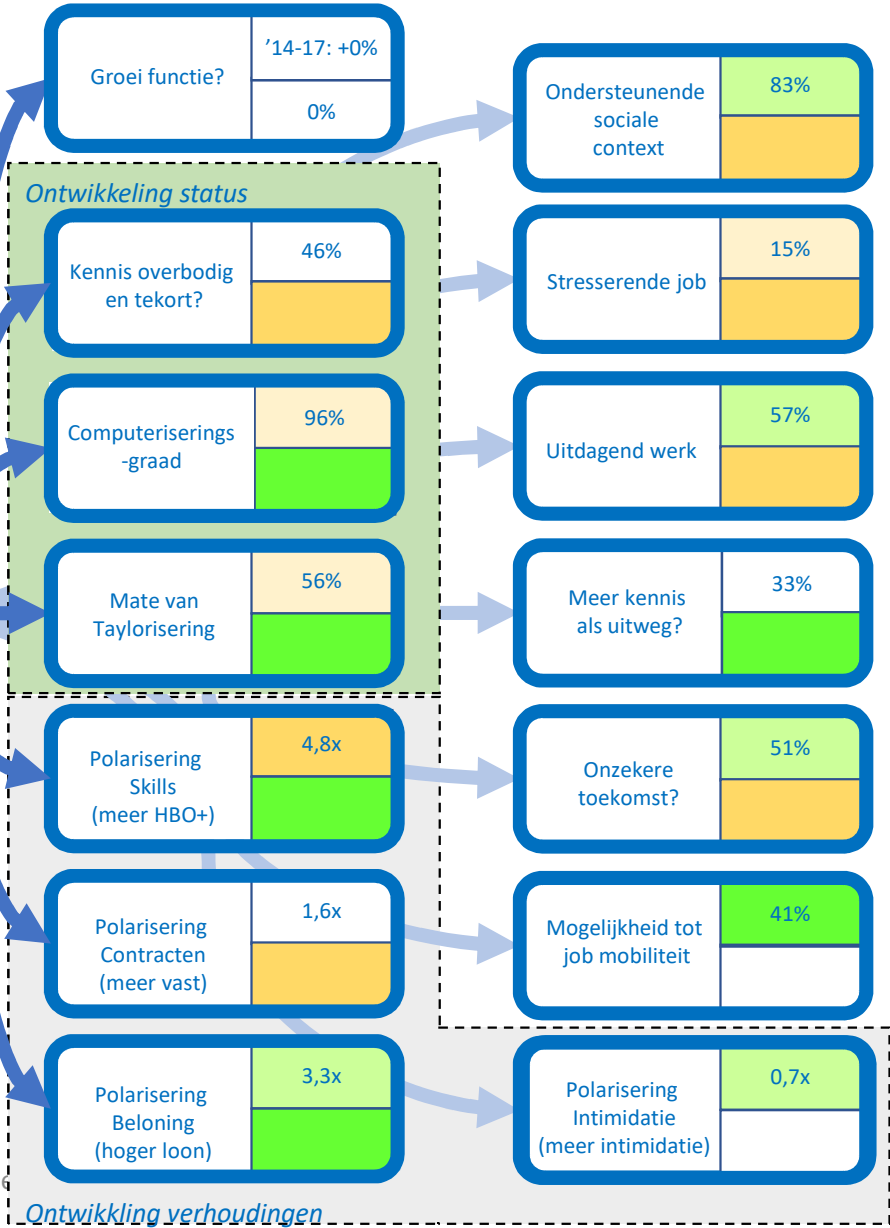 Groei functie?
’14-17: +0%
0%
Ontwikkeling status
Kennis overbodig
en tekort?
46%
Computeriserings
-graad
96%
Mate van
Taylorisering
56%
Polarisering
Skills
(meer HBO+)
4,8x
Polarisering
Contracten
(meer vast)
1,6x
Polarisering
Beloning
(hoger loon)
3,3x
Ontwikkling verhoudingen
Ondersteunende
sociale
context
83%
Stresserende job
15%
Uitdagend werk
57%
Meer kennis
als uitweg?
33%
Onzekere
toekomst?
51%
Mogelijkheid tot
job mobiliteit
41%
Polarisering
Intimidatie
(meer intimidatie)
0,7x